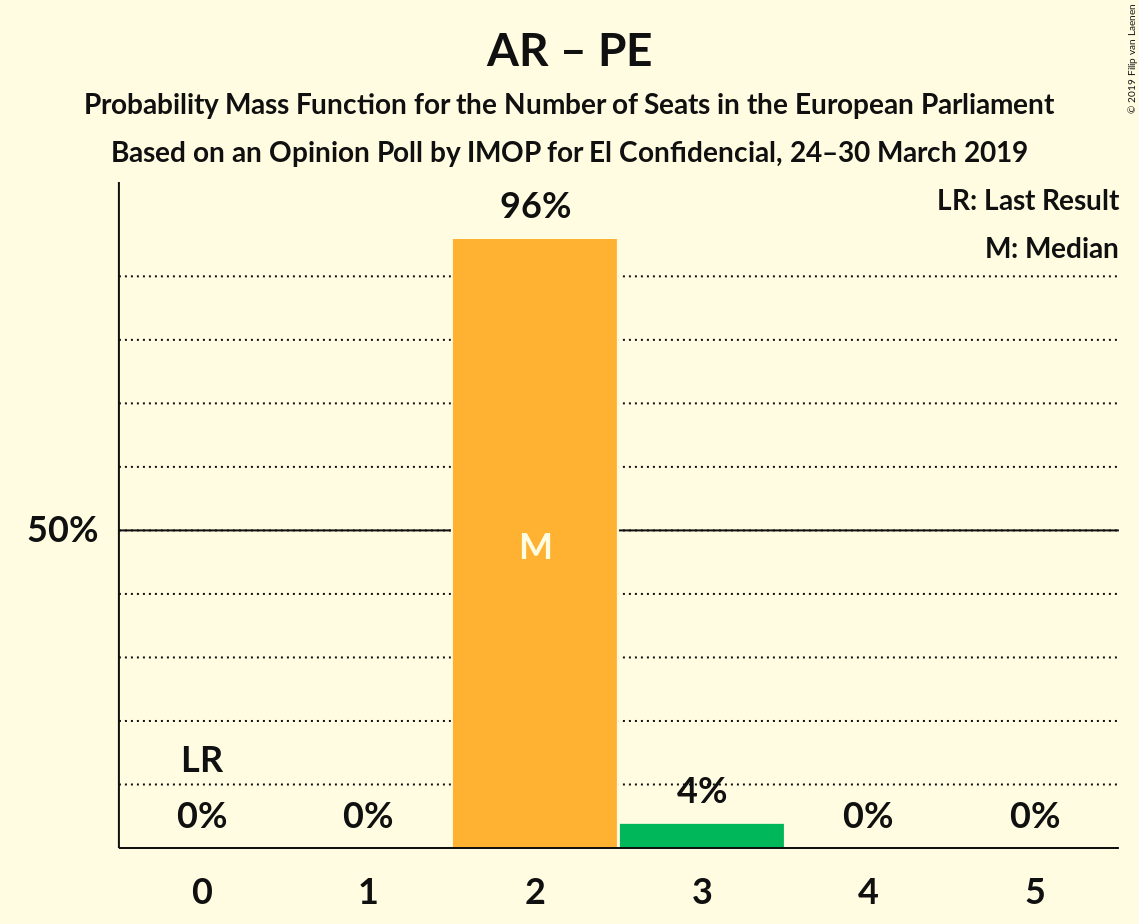 AR – PE
Probability Mass Function for the Number of Seats in the European Parliament
Based on an Opinion Poll by IMOP for El Confidencial, 24–30 March 2019
© 2019 Filip van Laenen
LR: Last Result
M: Median
96%
50%
M
LR
0%
0%
4%
0%
0%
0 1 2 3 4 5